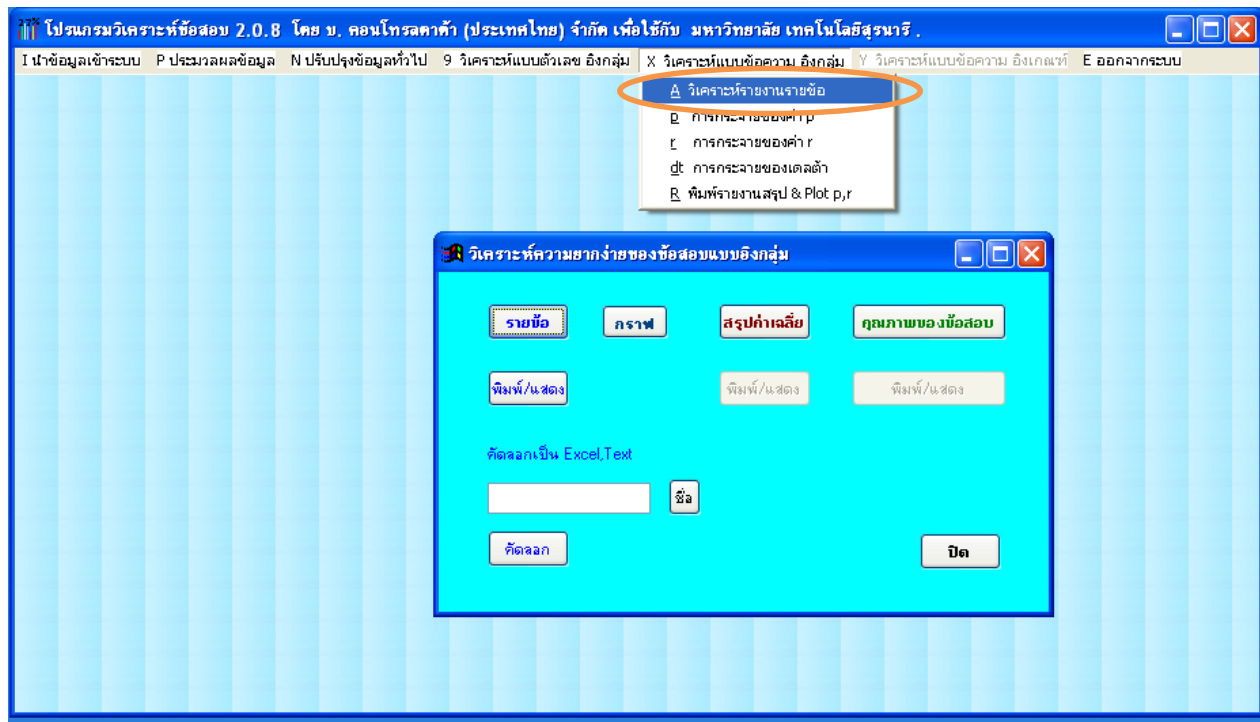 โปรแกรมวิเคราะห์ข้อสอบ 2.0.8 โดย บ. คอนโทรลดาต้า (ประเทศไทย) จำกัด เพื่อใช้กับ มหาวิทยาลัย เทคโนโลยีสุรนารี .
I นำข้อมูลเข้าระบบ P ประมวลผลข้อมูล N ปรับปรุงข้อมูลทั่วไป 9 วิเคราะห์แบบตัวเลข อิงกลุ่ม X วิเคราะห์แบบข้อความ อิงกลุ่ม Y วิเคราะห์แบบข้อความ อิงเกณฑ์ E ออกจากระบบ
A วิเคราะห์รายงานรายข้อ
p การกระจายของค่า p
r การกระจายของค่า r
dt การกระจายของเดลต้า
R พิมพ์รายงานสรุป & Plot p,r
วิเคราะห์ความยากง่ายของข้อสอบแบบอิงกลุ่ม
รายข้อ กราฟ สรุปค่าเฉลี่ย คุณภาพของข้อสอบ
พิมพ์/แสดง พิมพ์/แสดง พิมพ์/แสดง
คัดลอกเป็น Excel,Text
ชื่อ
คัดลอก ปิด